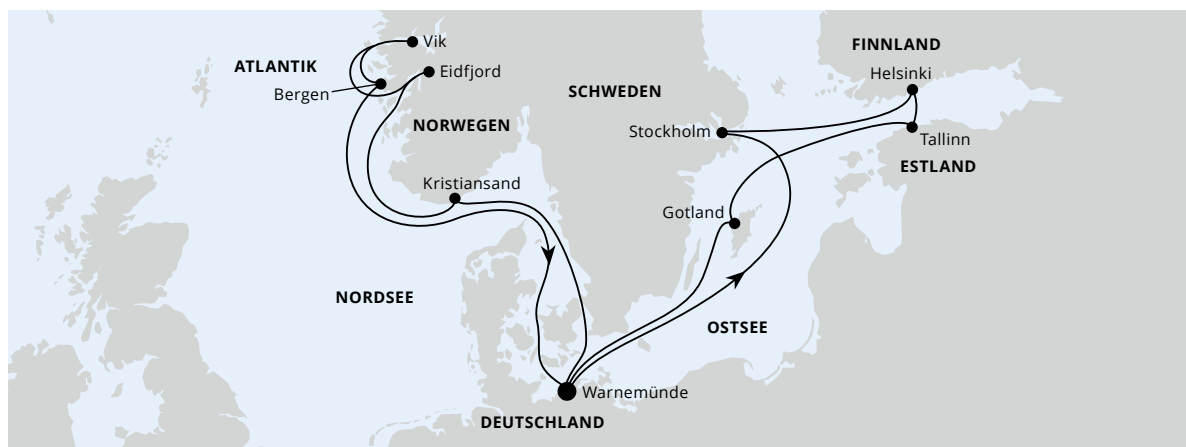 Vik
FINNLAND
ATLANTIK
Eidfjord
Helsinki
Bergen
SCHWEDEN
NORWEGEN
Stockholm
Tallinn
ESTLAND
Kristiansand
Gotland
NORDSEE
OSTSEE
Warnemünde
DEUTSCHLAND